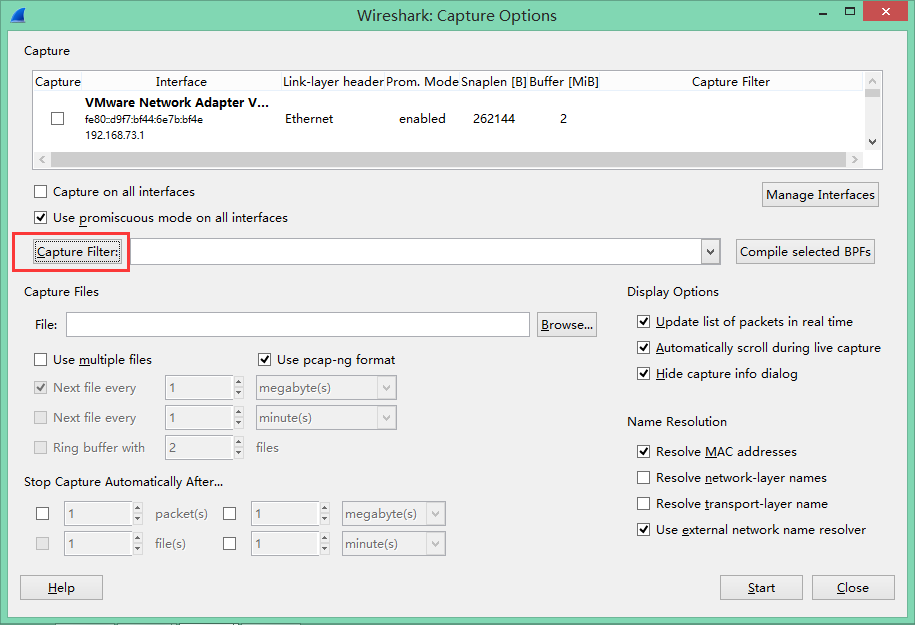 Wireshark: Capture Options
Capture
Capture Interface Link-layer header Prom. Mode Snaplen [B] Buffer [MiB] Capture Filter
VMware Network Adapter V...
fe80::d9f7:bf44:6e7b:bf4e Ethernet enabled 262144 2
192.168.73.1
Capture on all interfaces
Manage Interfaces
Use promiscuous mode on all interfaces
Capture Filter: Compile selected BPFs
Capture Files
Display Options
File: Browse...
Update list of packets in real time
Automatically scroll during live capture
Hide capture info dialog
Use multiple files Use pcap-ng format
Next file every 1 megabyte(s)
Next file every 1 minute(s)
Ring buffer with 2 files
Name Resolution
Resolve MAC addresses
Resolve network-layer names
Resolve transport-layer name
Use external network name resolver
Stop Capture Automatically After...
1 packet(s) 1 megabyte(s)
1 file(s) 1 minute(s)
Help Start Close